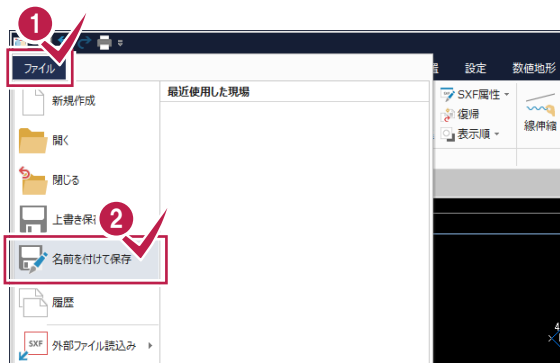 1
ファイル
設定
数値地形
新規作成
最近使用した現場
SXF属性
開く
復帰
線伸縮
表示順
閉じる
上書き保
2
名前を付けて保存
履歴
SXF
外部ファイル読込み
4